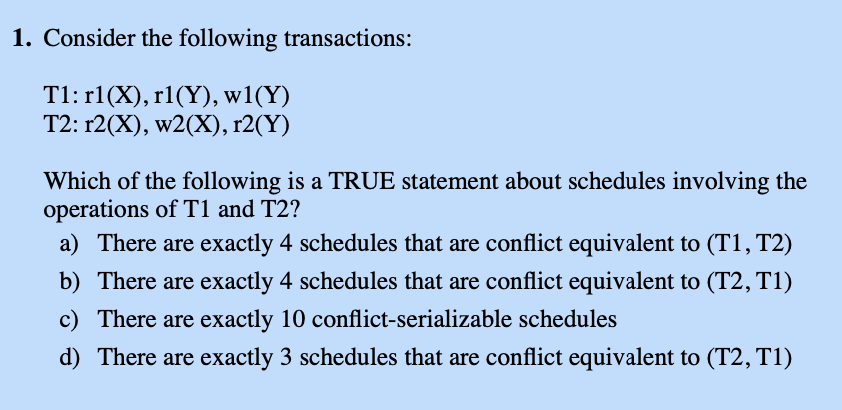 1. Consider the following transactions:
T1: r1(X), r1(Y), w1(Y)
T2: r2(X), w2(X), r2(Y)
Which of the following is a TRUE statement about schedules involving the
operations of T1 and T2?
a) There are exactly 4 schedules that are conflict equivalent to (T1, T2)
b) There are exactly 4 schedules that are conflict equivalent to (T2, T1)
c) There are exactly 10 conflict-serializable schedules
d) There are exactly 3 schedules that are conflict equivalent to (T2, T1)